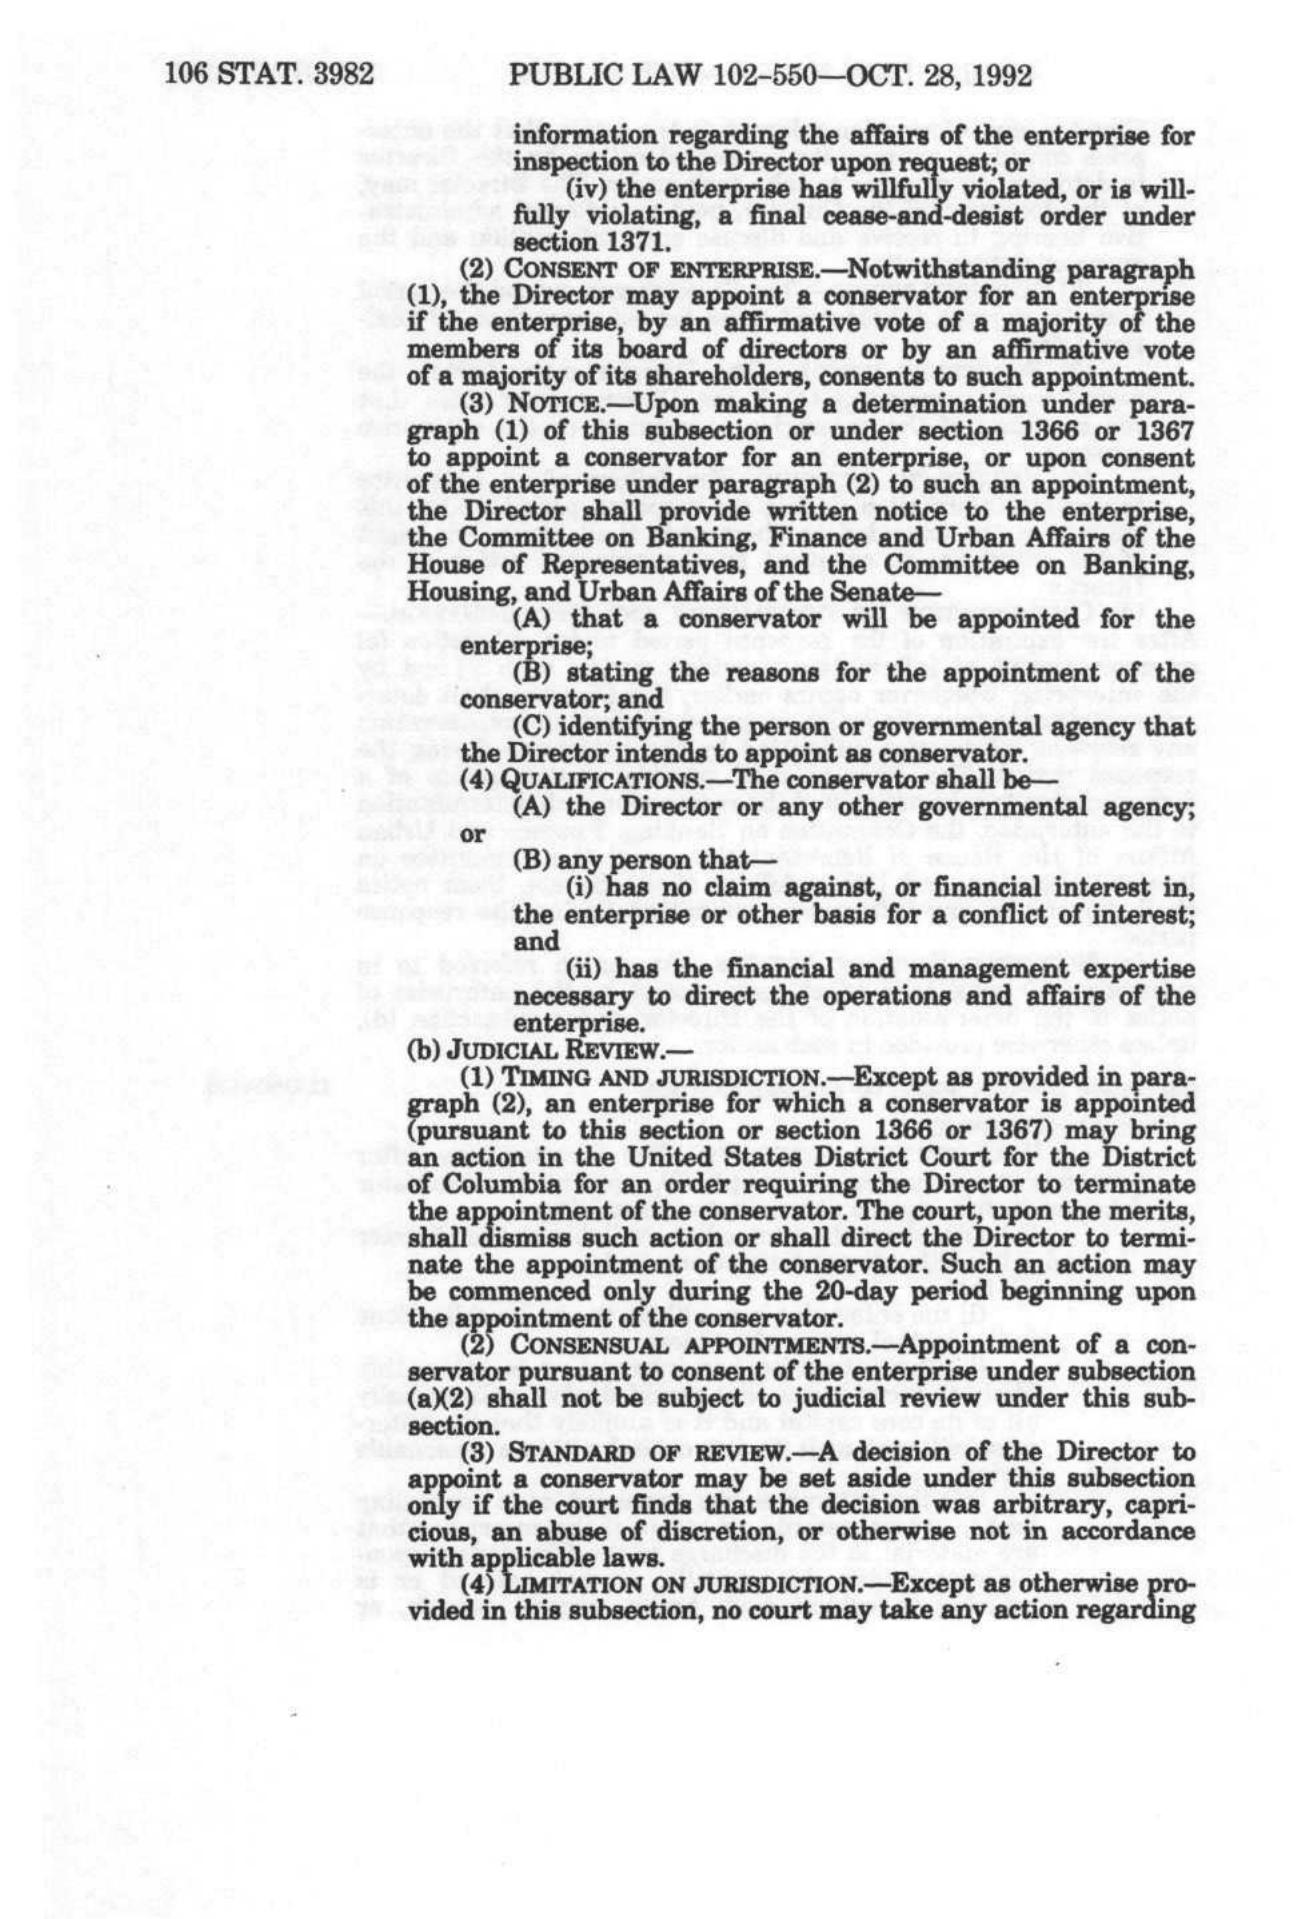 106 STAT. 3982 PUBLIC LAW 102-550—OCT. 28, 1992
information regarding the affairs of the enterprise for
inspection to the Director upon request; or
(iv) the enterprise has willfully violated, or is will-
fully violating, a final cease-and-desist order under
section 1371.
(2) CONSENT OF ENTERPRISE.—Notwithstanding paragraph
(1), the Director may appoint a conservator for an enterprise
if the enterprise, by an affirmative vote of a majority of the
members of its board of directors or by an affirmative vote
of a majority of its shareholders, consents to such appointment.
(3) NOTICE.—Upon making a determination under para-
graph (1) of this subsection or under section 1366 or 1367
to appoint a conservator for an enterprise, or upon consent
of the enterprise under paragraph (2) to such an appointment,
the Director shall provide written notice to the enterprise,
the Committee on Banking, Finance and Urban Affairs of the
House of Representatives, and the Committee on Banking,
Housing, and Urban Affairs of the Senate—
(A) that a conservator will be appointed for the
enterprise;
(B) stating the reasons for the appointment of the
conservator; and
(C) identifying the person or governmental agency that
the Director intends to appoint as conservator.
(4) QUALIFICATIONS.—The conservator shall be—
(A) the Director or any other governmental agency;
or
(B) any person that—
(i) has no claim against, or financial interest in,
the enterprise or other basis for a conflict of interest;
and
(ii) has the financial and management expertise
necessary to direct the operations and affairs of the
enterprise.
(b) JUDICIAL REVIEW.—
(1) TIMING AND JURISDICTION.—Except as provided in para-
graph (2), an enterprise for which a conservator is appointed
(pursuant to this section or section 1366 or 1367) may bring
an action in the United States District Court for the District
of Columbia for an order requiring the Director to terminate
the appointment of the conservator. The court, upon the merits,
shall dismiss such action or shall direct the Director to termi-
nate the appointment of the conservator. Such an action may
be commenced only during the 20-day period beginning upon
the appointment of the conservator.
(2) CONSENSUAL APPOINTMENTS.—Appointment of a con-
servator pursuant to consent of the enterprise under subsection
(a)(2) shall not be subject to judicial review under this sub-
section.
(3) STANDARD OF REVIEW.—A decision of the Director to
appoint a conservator may be set aside under this subsection
only if the court finds that the decision was arbitrary, capri-
cious, an abuse of discretion, or otherwise not in accordance
with applicable laws.
(4) LIMITATION ON JURISDICTION.—Except as otherwise pro-
vided in this subsection, no court may take any action regarding